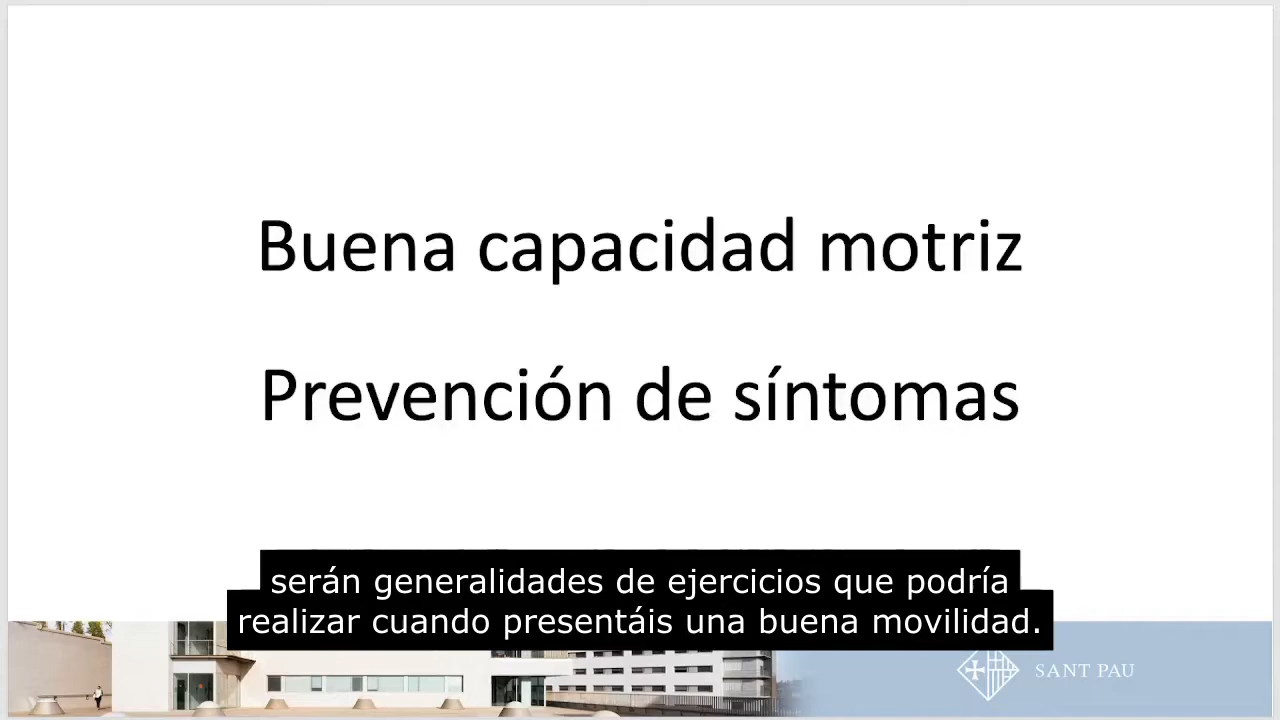 Buena capacidad motriz
Prevención de síntomas
serán generalidades de ejercicios que podría
realizar cuando presentáis una buena movilidad.
SANT PAU